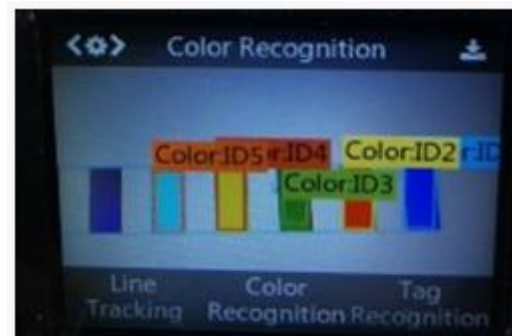 Color Recognition
Color:ID5 r:ID4 Color:ID2 r:ID
Color:ID3
Line Tracking
Color Recognition
Tag Recognition